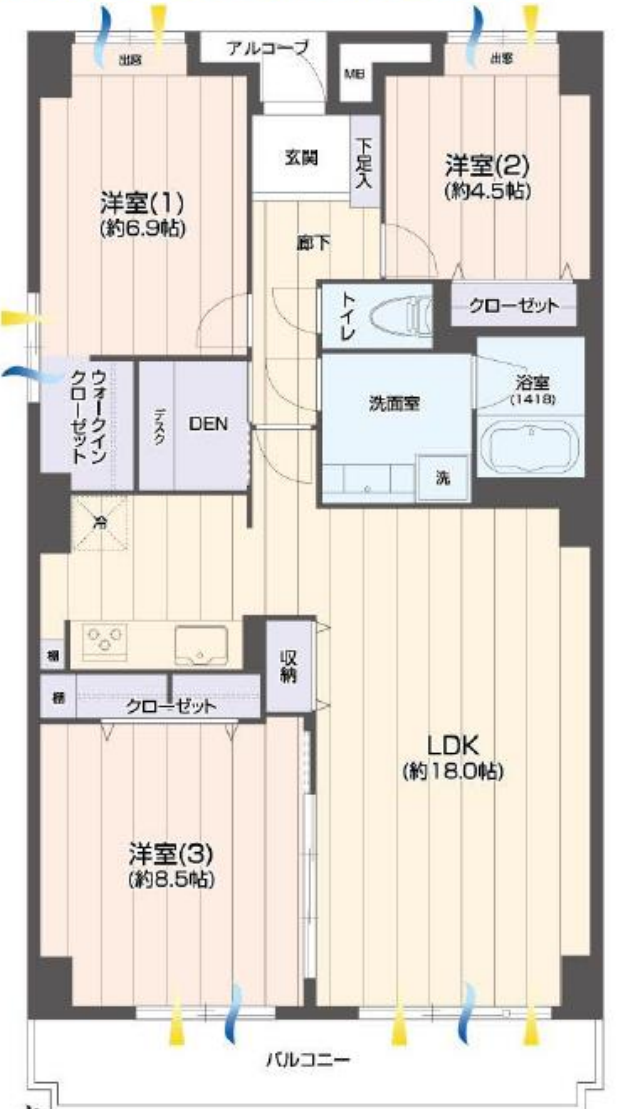 出窓
アルコーブ
MB
出窓
玄関
下足入
洋室(1)
(約6.9帖)
洋室(2)
(約4.5帖)
廊下
トイレ
クローゼット
ウォークイン
クローゼット
デスク
DEN
洗面室
浴室
(1418)
洗
冷
棚
収納
棚
クローゼット
LDK
(約18.0帖)
洋室(3)
(約8.5帖)
バルコニー